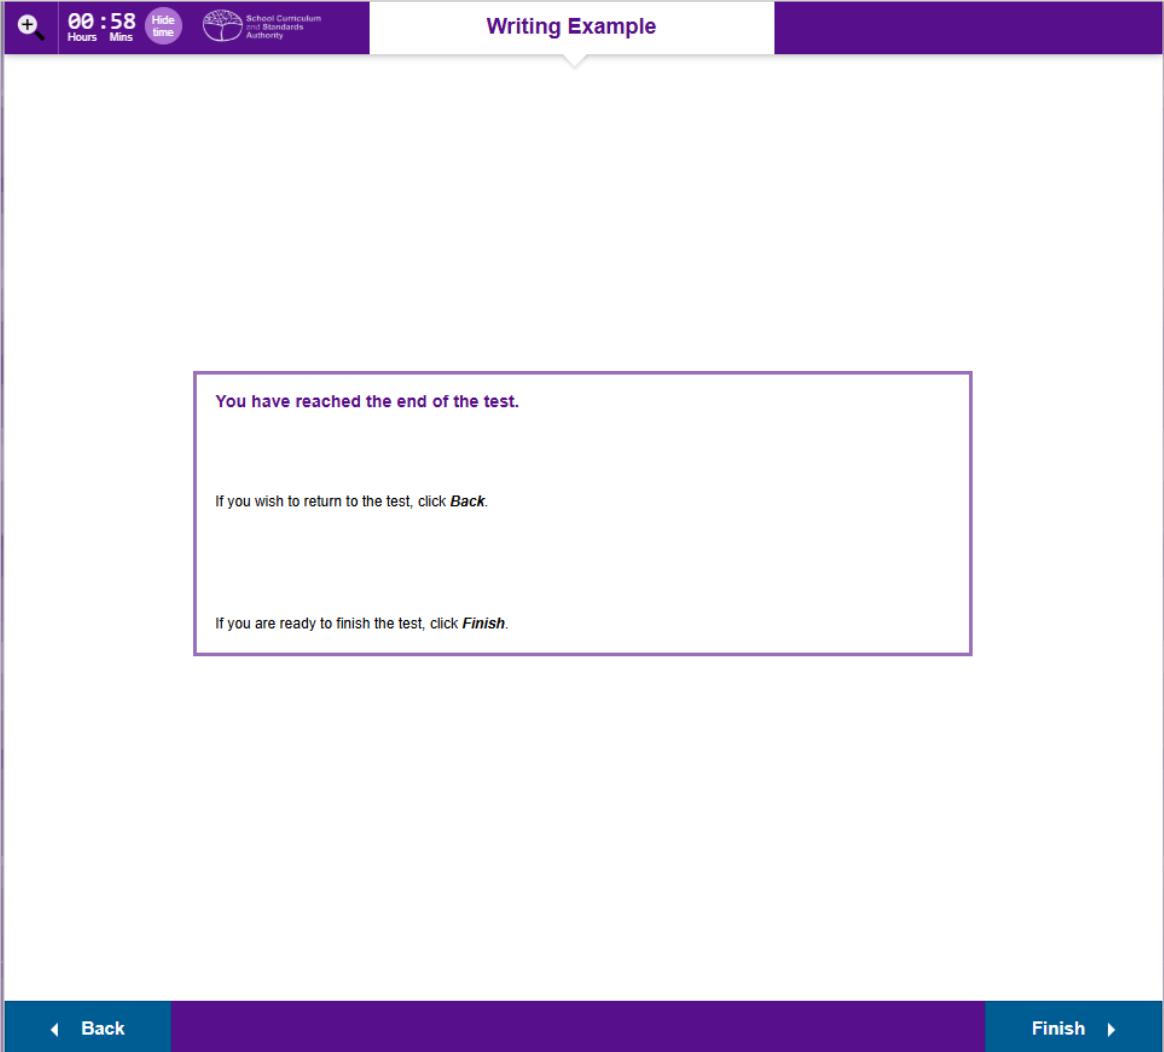 00 : 58
Hours Mins
Hide
time
School Curriculum
and Standards
Authority
Writing Example
You have reached the end of the test.
If you wish to return to the test, click Back.
If you are ready to finish the test, click Finish.
Back
Finish